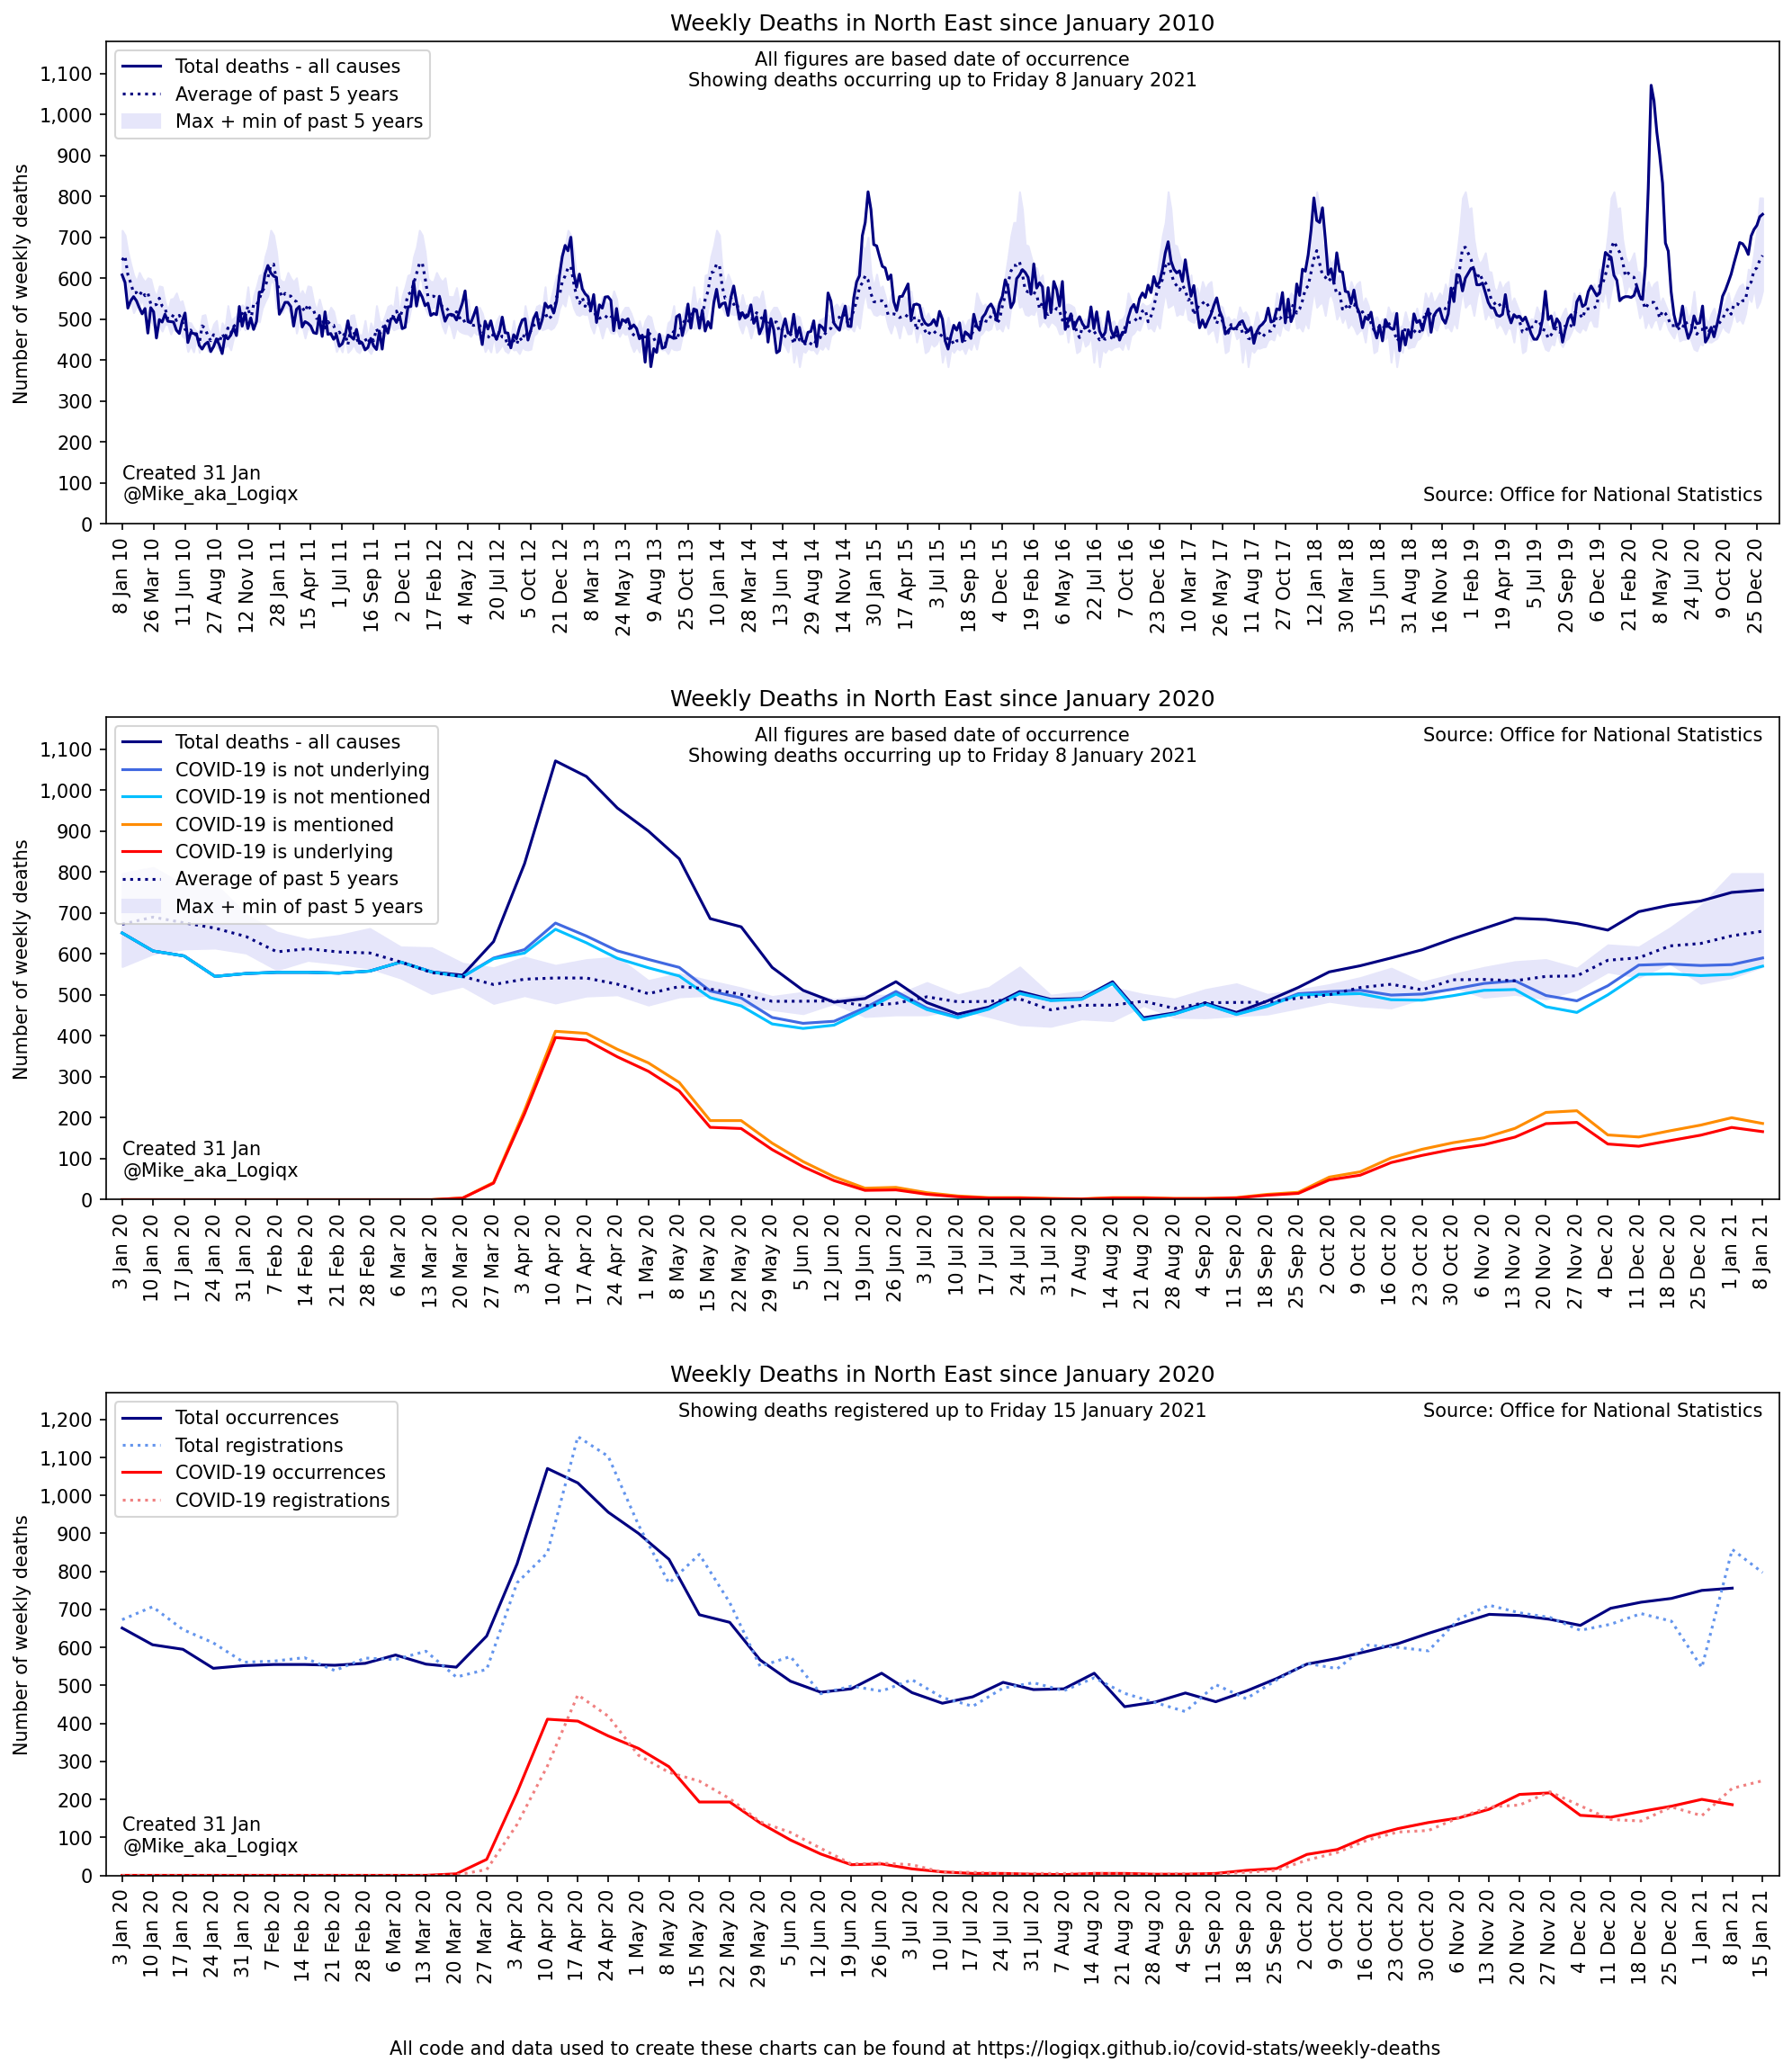 Weekly Deaths in North East since January 2010
All figures are based date of occurrence
Showing deaths occurring up to Friday 8 January 2021
Total deaths - all causes
Average of past 5 years
Max + min of past 5 years
Number of weekly deaths
1,100
1,000
900
800
700
600
500
400
300
200
100
0
Created 31 Jan
@Mike_aka_Logiqx
Source: Office for National Statistics
8 Jan 10
26 Mar 10
11 Jun 10
27 Aug 10
12 Nov 10
28 Jan 11
15 Apr 11
1 Jul 11
16 Sep 11
2 Dec 11
17 Feb 12
4 May 12
20 Jul 12
5 Oct 12
21 Dec 12
8 Mar 13
24 May 13
9 Aug 13
25 Oct 13
10 Jan 14
28 Mar 14
13 Jun 14
29 Aug 14
14 Nov 14
30 Jan 15
17 Apr 15
3 Jul 15
18 Sep 15
4 Dec 15
19 Feb 16
6 May 16
22 Jul 16
7 Oct 16
23 Dec 16
10 Mar 17
26 May 17
11 Aug 17
27 Oct 17
12 Jan 18
30 Mar 18
15 Jun 18
31 Aug 18
16 Nov 18
1 Feb 19
19 Apr 19
5 Jul 19
20 Sep 19
6 Dec 19
21 Feb 20
8 May 20
24 Jul 20
9 Oct 20
25 Dec 20
Weekly Deaths in North East since January 2020
All figures are based date of occurrence
Showing deaths occurring up to Friday 8 January 2021
Source: Office for National Statistics
Total deaths - all causes
COVID-19 is not underlying
COVID-19 is not mentioned
COVID-19 is mentioned
COVID-19 is underlying
Average of past 5 years
Max + min of past 5 years
Number of weekly deaths
1,100
1,000
900
800
700
600
500
400
300
200
100
0
Created 31 Jan
@Mike_aka_Logiqx
3 Jan 20
10 Jan 20
17 Jan 20
24 Jan 20
31 Jan 20
7 Feb 20
14 Feb 20
21 Feb 20
28 Feb 20
6 Mar 20
13 Mar 20
20 Mar 20
27 Mar 20
3 Apr 20
10 Apr 20
17 Apr 20
24 Apr 20
1 May 20
8 May 20
15 May 20
22 May 20
29 May 20
5 Jun 20
12 Jun 20
19 Jun 20
26 Jun 20
3 Jul 20
10 Jul 20
17 Jul 20
24 Jul 20
31 Jul 20
7 Aug 20
14 Aug 20
21 Aug 20
28 Aug 20
4 Sep 20
11 Sep 20
18 Sep 20
25 Sep 20
2 Oct 20
9 Oct 20
16 Oct 20
23 Oct 20
30 Oct 20
6 Nov 20
13 Nov 20
20 Nov 20
27 Nov 20
4 Dec 20
11 Dec 20
18 Dec 20
25 Dec 20
1 Jan 21
8 Jan 21
Weekly Deaths in North East since January 2020
Showing deaths registered up to Friday 15 January 2021
Source: Office for National Statistics
Total occurrences
Total registrations
COVID-19 occurrences
COVID-19 registrations
Number of weekly deaths
1,200
1,100
1,000
900
800
700
600
500
400
300
200
100
0
Created 31 Jan
@Mike_aka_Logiqx
3 Jan 20
10 Jan 20
17 Jan 20
24 Jan 20
31 Jan 20
7 Feb 20
14 Feb 20
21 Feb 20
28 Feb 20
6 Mar 20
13 Mar 20
20 Mar 20
27 Mar 20
3 Apr 20
10 Apr 20
17 Apr 20
24 Apr 20
1 May 20
8 May 20
15 May 20
22 May 20
29 May 20
5 Jun 20
12 Jun 20
19 Jun 20
26 Jun 20
3 Jul 20
10 Jul 20
17 Jul 20
24 Jul 20
31 Jul 20
7 Aug 20
14 Aug 20
21 Aug 20
28 Aug 20
4 Sep 20
11 Sep 20
18 Sep 20
25 Sep 20
2 Oct 20
9 Oct 20
16 Oct 20
23 Oct 20
30 Oct 20
6 Nov 20
13 Nov 20
20 Nov 20
27 Nov 20
4 Dec 20
11 Dec 20
18 Dec 20
25 Dec 20
1 Jan 21
8 Jan 21
15 Jan 21
All code and data used to create these charts can be found at https://logiqx.github.io/covid-stats/weekly-deaths